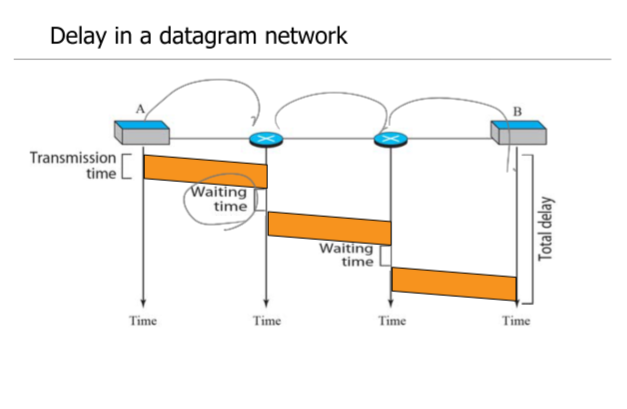 Delay in a datagram network
A
B
Transmission
time
Waiting
time
Waiting
time
Total delay
Time
Time
Time
Time